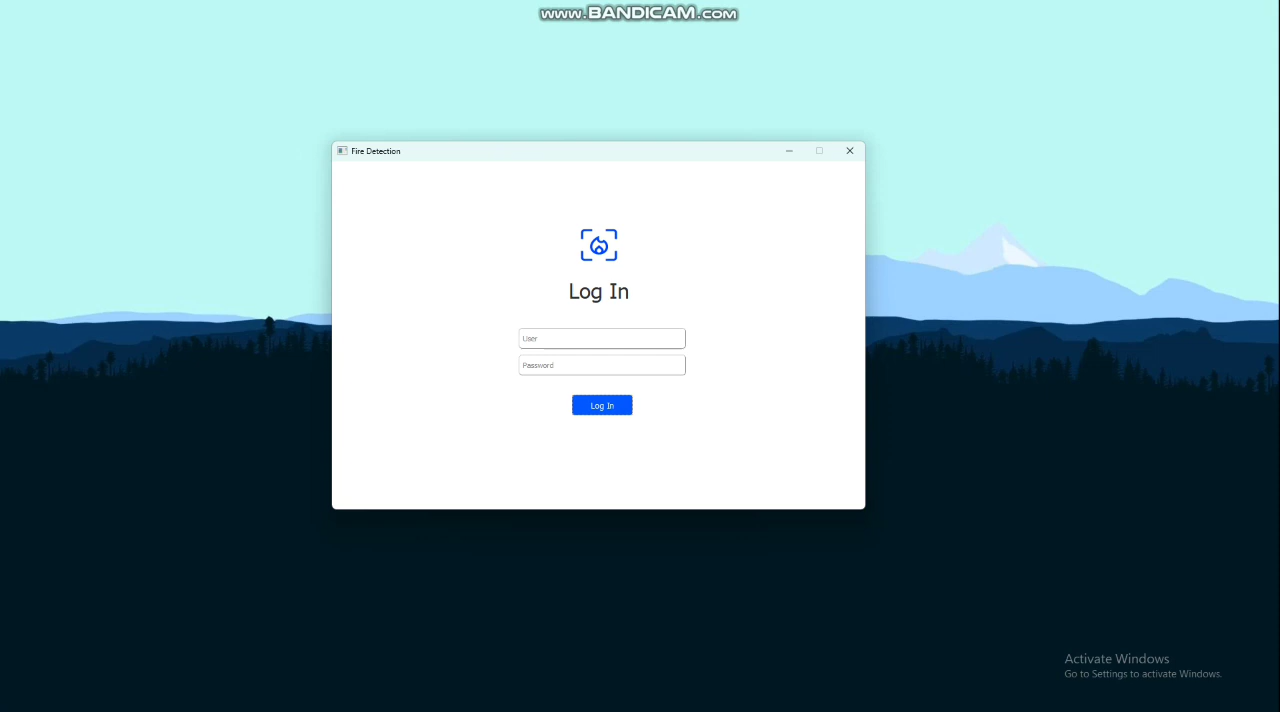 www.BANDICAM.com
Fire Detection
Log In
User
Password
Log In
Activate Windows
Go to Settings to activate Windows.